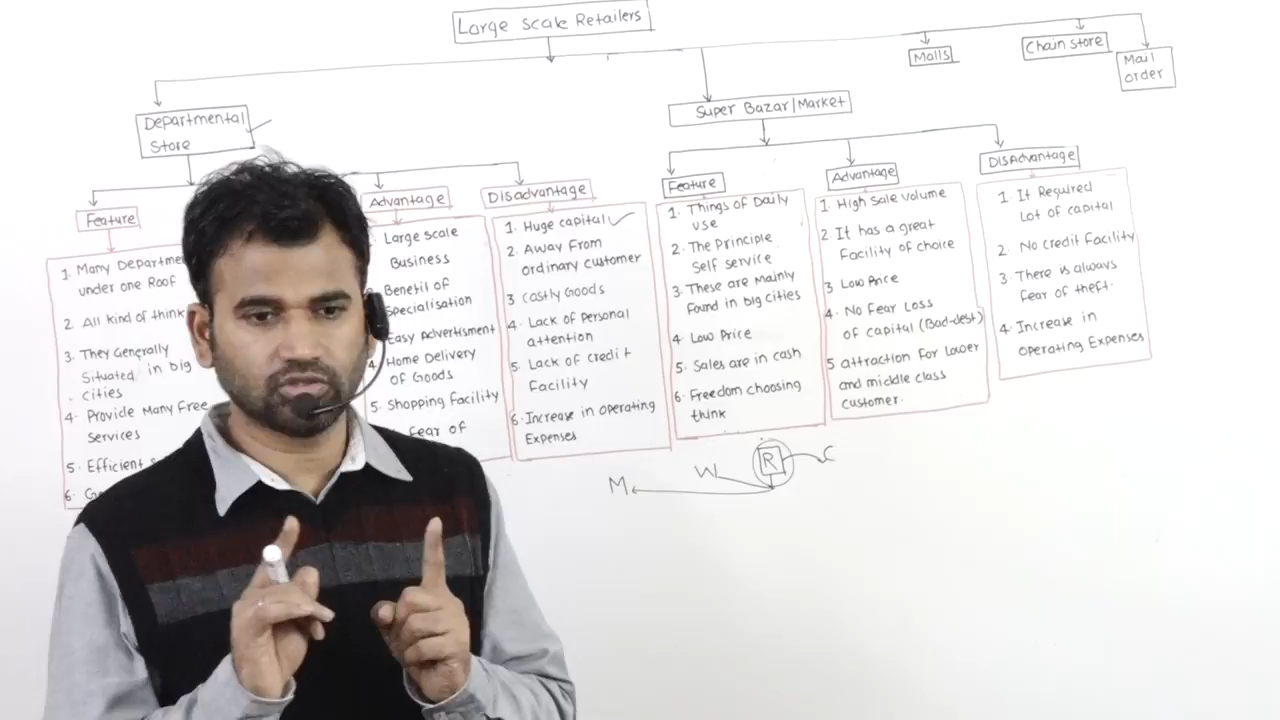 Large Scale Retailers
Malls
Chain store
Mail
order
Departmental
Store
Super Bazar/Market
Feature
1. Many Departme
under one Roof
2. All kind of think
3. They Generally
Situated in big
cities
4. Provide Many Free
Services
5. Efficient
6.
Advantage
Large scale
Business
Benefit of
Specialisation
Easy Advertisment
4. Home Delivery
of Goods
5. Shopping Facility
Fear of
Disadvantage
1. Huge capital
2. Away From
ordinary customer
3 Costly Goods
4. Lack of Personal
attention
5. Lack of credit
Facility
6. Increase in operating
Expenses
Feature
1. Things of Daily
use
2. The Principle
Self service
3. These are mainly
Found in big cities
4. Low Price
5. Sales are in cash
6. Freedom choosing
think
Advantage
1. High Sale volume
2 It has a great
Facility of choice
3 Low Price
4. No Fear Loss
of capital (Bad-dest)
5 attraction for Lower
and middle class
customer.
DisAdvantage
1. It Required
Lot of capital
2. No credit Facility
3. There is always
Fear of theft.
4 Increase in
operating Expenses
M W R C